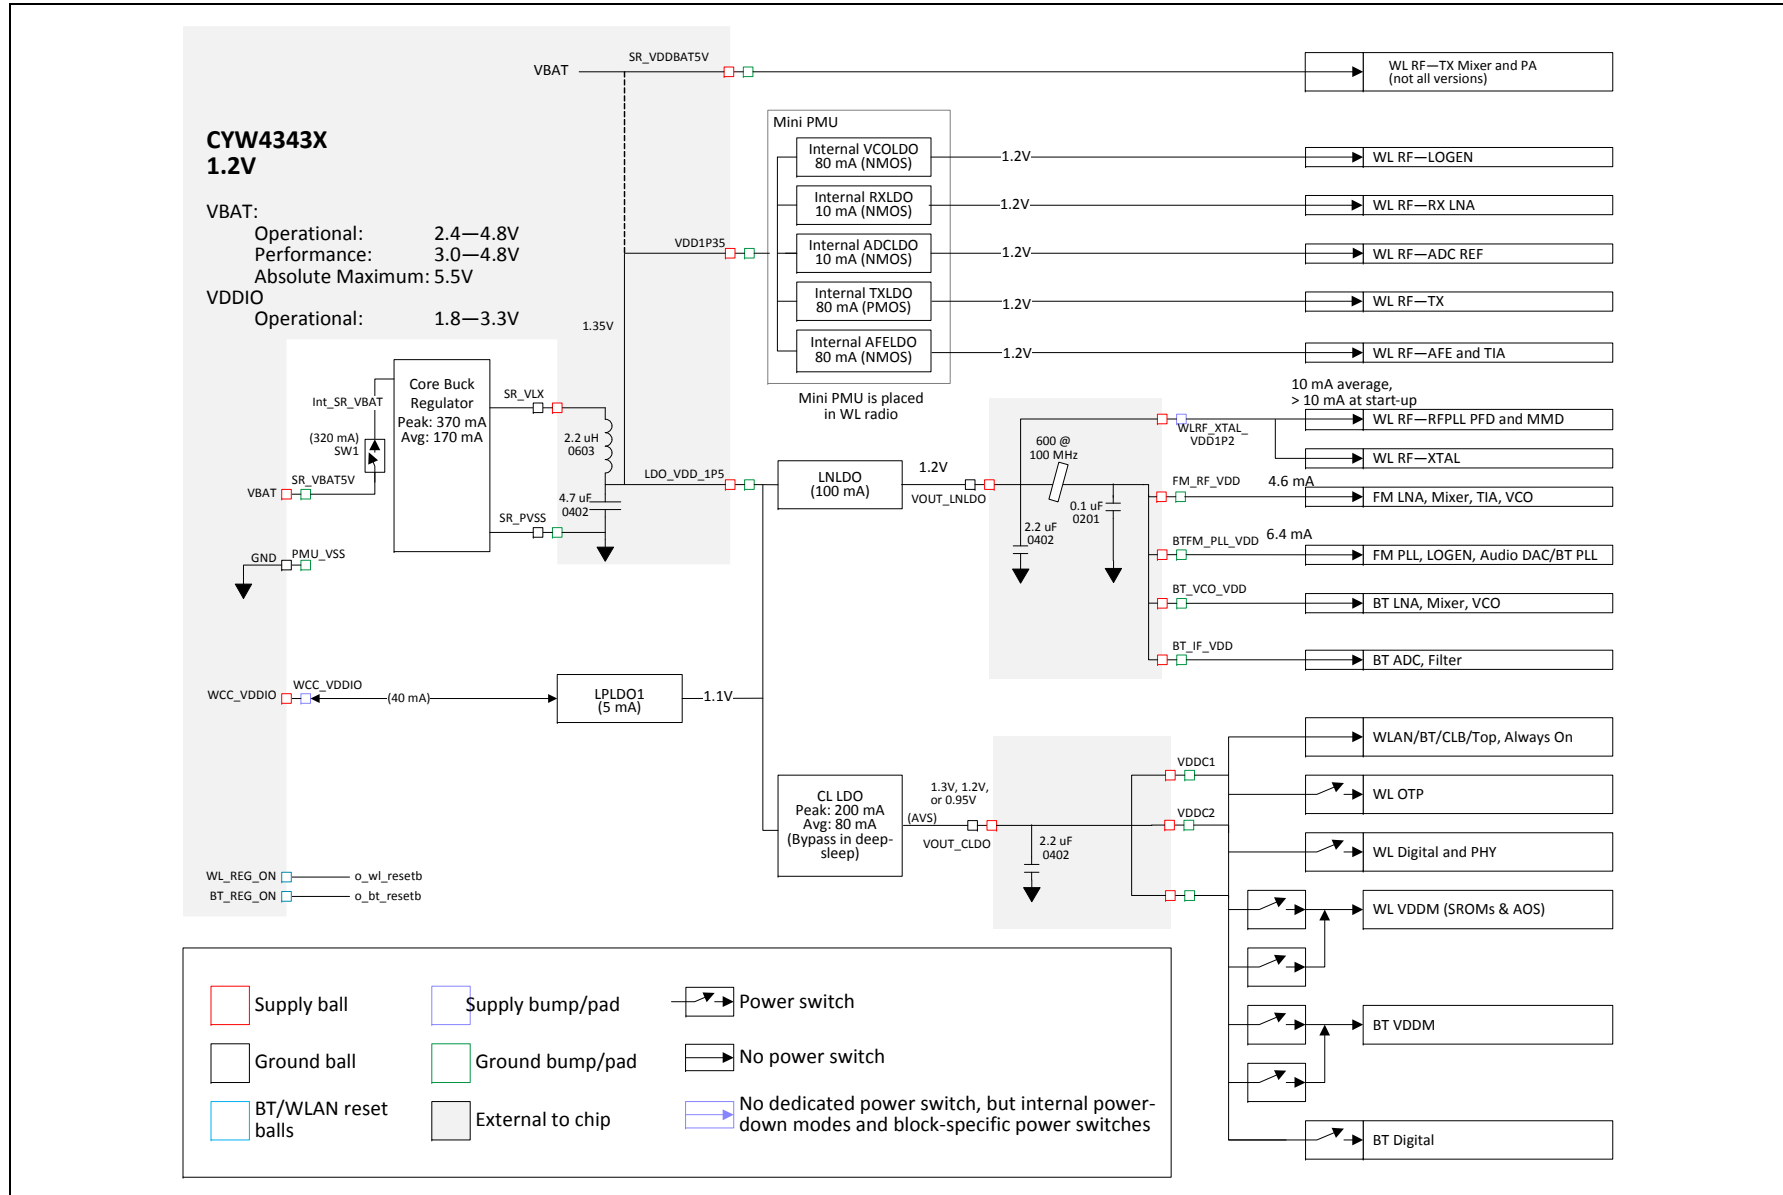 VBAT
SR_VDDBAT5V
WL RF—TX Mixer and PA
(not all versions)
CYW4343X
1.2V
VBAT:
Operational: 2.4—4.8V
Performance: 3.0—4.8V
Absolute Maximum: 5.5V
VDDIO
Operational: 1.8—3.3V
Mini PMU
Internal VCOLDO
80 mA (NMOS)
1.2V
WL RF—LOGEN
Internal RXLDO
10 mA (NMOS)
1.2V
WL RF—RX LNA
VDD1P35
Internal ADCLDO
10 mA (NMOS)
1.2V
WL RF—ADC REF
Internal TXLDO
80 mA (PMOS)
1.2V
WL RF—TX
1.35V
Internal AFELDO
80 mA (NMOS)
1.2V
WL RF—AFE and TIA
Mini PMU is placed
in WL radio
Core Buck
Regulator
Peak: 370 mA
Avg: 170 mA
Int_SR_VBAT
(320 mA)
SW1
SR_VBAT5V
VBAT
SR_VLX
2.2 uH
0603
4.7 uF
0402
SR_PVSS
GND
PMU_VSS
LDO_VDD_1P5
LNLDO
(100 mA)
1.2V
VOUT_LNLDO
2.2 uF
0402
600 @
100 MHz
0.1 uF
0201
10 mA average,
> 10 mA at start-up
WLRF_XTAL_
VDD1P2
WL RF—RFPLL PFD and MMD
WL RF—XTAL
FM_RF_VDD
4.6 mA
FM LNA, Mixer, TIA, VCO
BTFM_PLL_VDD
6.4 mA
FM PLL, LOGEN, Audio DAC/BT PLL
BT_VCO_VDD
BT LNA, Mixer, VCO
BT_IF_VDD
BT ADC, Filter
WCC_VDDIO
WCC_VDDIO
(40 mA)
LPLDO1
(5 mA)
1.1V
CL LDO
Peak: 200 mA
Avg: 80 mA
(Bypass in deep-
sleep)
1.3V, 1.2V,
or 0.95V
(AVS)
VOUT_CLDO
2.2 uF
0402
VDDC1
VDDC2
WLAN/BT/CLB/Top, Always On
WL OTP
WL Digital and PHY
WL VDDM (SROMs & AOS)
BT VDDM
BT Digital
WL_REG_ON
o_wl_resetb
BT_REG_ON
o_bt_resetb
Supply ball
Supply bump/pad
Power switch
Ground ball
Ground bump/pad
No power switch
BT/WLAN reset
balls
External to chip
No dedicated power switch, but internal power-
down modes and block-specific power switches